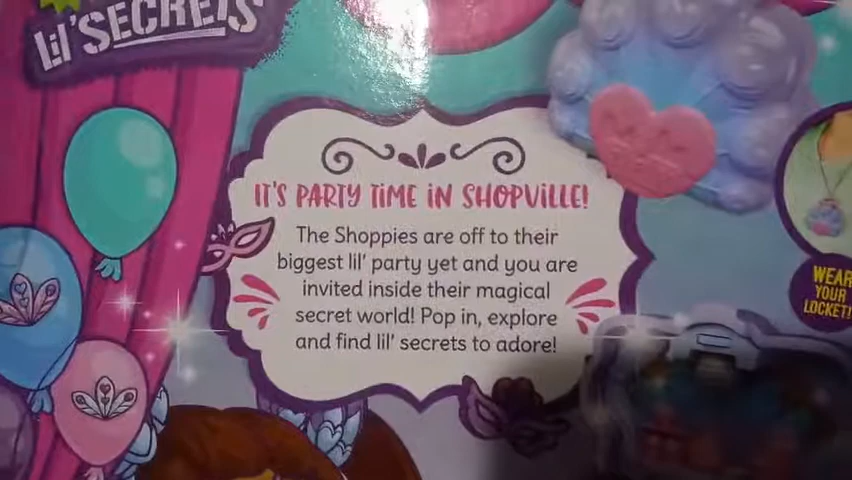 lil' SECRETS
IT'S PARTY TIME IN SHOPVILLE!
The Shoppies are off to their
biggest lil' party yet and you are
invited inside their magical
secret world! Pop in, explore
and find lil' secrets to adore!
WEAR
YOUR
LOCKET!